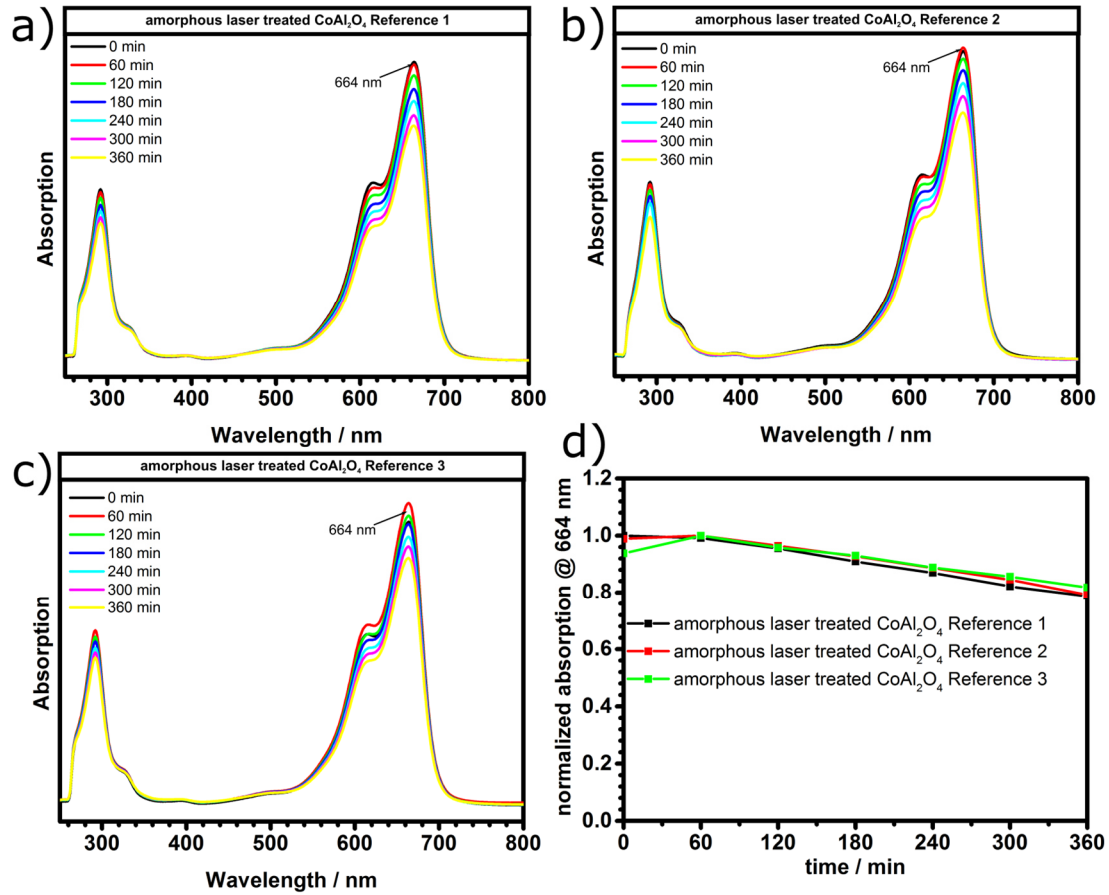 a)
amorphous laser treated CoAl₂O₄ Reference 1
0 min
60 min
120 min
180 min
240 min
300 min
360 min
664 nm
Absorption
300 400 500 600 700 800
Wavelength / nm
b)
amorphous laser treated CoAl₂O₄ Reference 2
0 min
60 min
120 min
180 min
240 min
300 min
360 min
664 nm
Absorption
300 400 500 600 700 800
Wavelength / nm
c)
amorphous laser treated CoAl₂O₄ Reference 3
0 min
60 min
120 min
180 min
240 min
300 min
360 min
664 nm
Absorption
300 400 500 600 700 800
Wavelength / nm
d)
normalized absorption @ 664 nm
1.2
1.0
0.8
0.6
0.4
0.2
0.0
amorphous laser treated CoAl₂O₄ Reference 1
amorphous laser treated CoAl₂O₄ Reference 2
amorphous laser treated CoAl₂O₄ Reference 3
0 60 120 180 240 300 360
time / min